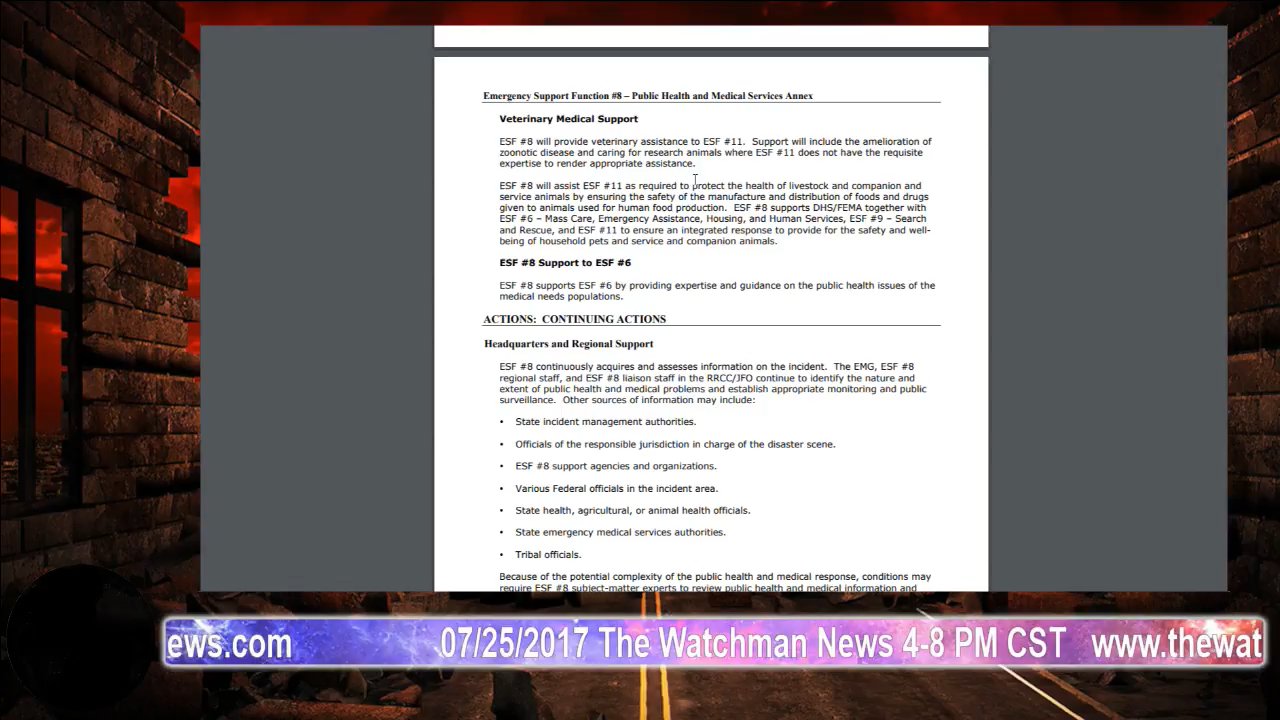 Emergency Support Function #8 – Public Health and Medical Services Annex
Veterinary Medical Support
ESF #8 will provide veterinary assistance to ESF #11. Support will include the amelioration of
zoonotic disease and caring for research animals where ESF #11 does not have the requisite
expertise to render appropriate assistance.
ESF #8 will assist ESF #11 as required to protect the health of livestock and companion and
service animals by ensuring the safety of the manufacture and distribution of foods and drugs
given to animals used for human food production. ESF #8 supports DHS/FEMA together with
ESF #6 – Mass Care, Emergency Assistance, Housing, and Human Services, ESF #9 – Search
and Rescue, and ESF #11 to ensure an integrated response to provide for the safety and well-
being of household pets and service and companion animals.
ESF #8 Support to ESF #6
ESF #8 supports ESF #6 by providing expertise and guidance on the public health issues of the
medical needs populations.
ACTIONS: CONTINUING ACTIONS
Headquarters and Regional Support
ESF #8 continuously acquires and assesses information on the incident. The EMG, ESF #8
regional staff, and ESF #8 liaison staff in the RRCC/JFO continue to identify the nature and
extent of public health and medical problems and establish appropriate monitoring and public
surveillance. Other sources of information may include:
• State incident management authorities.
• Officials of the responsible jurisdiction in charge of the disaster scene.
• ESF #8 support agencies and organizations.
• Various Federal officials in the incident area.
• State health, agricultural, or animal health officials.
• State emergency medical services authorities.
• Tribal officials.
Because of the potential complexity of the public health and medical response, conditions may
require ESF #8 subject-matter experts to review public health and medical information and
ews.com 07/25/2017 The Watchman News 4-8 PM CST www.thewat